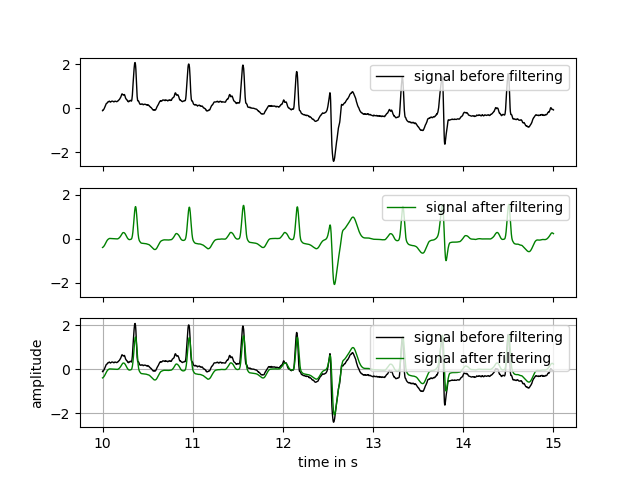 2
0
−2
signal before filtering
2
0
−2
signal after filtering
2
0
−2
signal before filtering
signal after filtering
amplitude
10 11 12 13 14 15
time in s